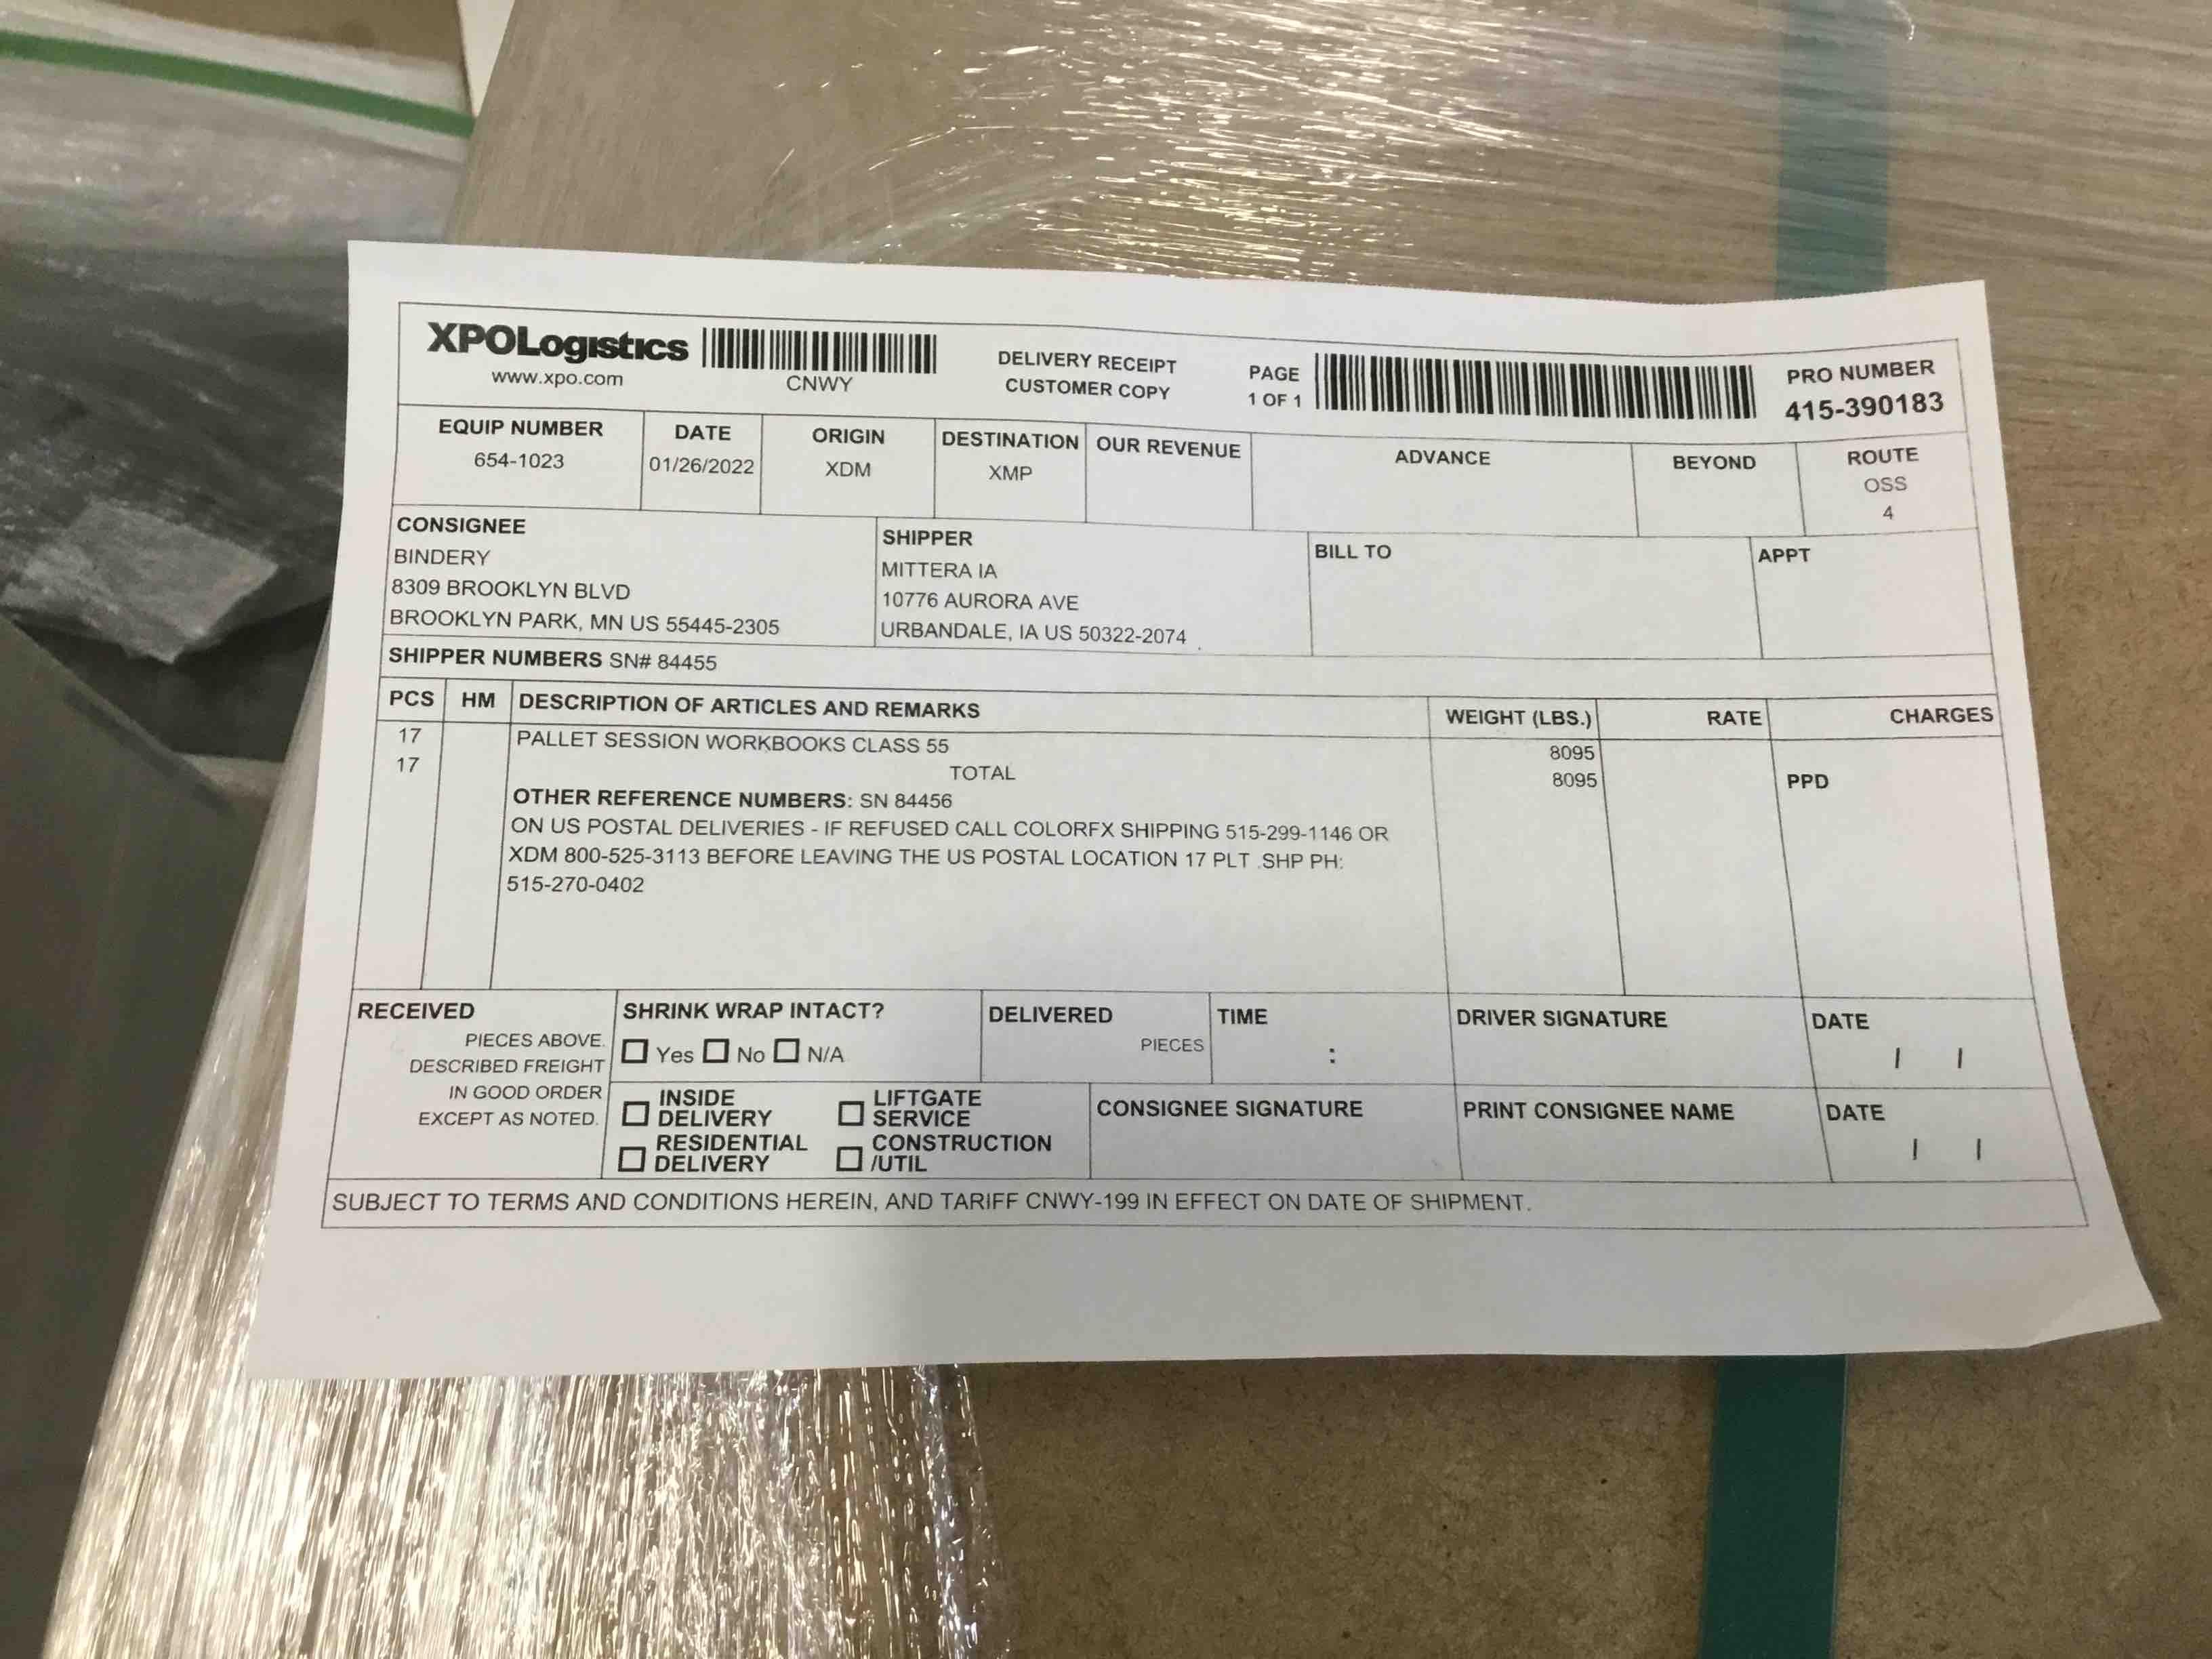 XPOLogistics
www.xpo.com
CNWY
DELIVERY RECEIPT
CUSTOMER COPY
PAGE
1 OF 1
PRO NUMBER
415-390183
EQUIP NUMBER
654-1023
DATE
01/26/2022
ORIGIN
XDM
DESTINATION
XMP
OUR REVENUE
ADVANCE
BEYOND
ROUTE
OSS
4
CONSIGNEE
BINDERY
8309 BROOKLYN BLVD
BROOKLYN PARK, MN US 55445-2305
SHIPPER
MITTERA IA
10776 AURORA AVE
URBANDALE, IA US 50322-2074
BILL TO
APPT
SHIPPER NUMBERS SN# 84455
PCS HM DESCRIPTION OF ARTICLES AND REMARKS WEIGHT (LBS.) RATE CHARGES
17 PALLET SESSION WORKBOOKS CLASS 55 8095
17 TOTAL 8095 PPD
OTHER REFERENCE NUMBERS: SN 84456
ON US POSTAL DELIVERIES - IF REFUSED CALL COLORFX SHIPPING 515-299-1146 OR
XDM 800-525-3113 BEFORE LEAVING THE US POSTAL LOCATION 17 PLT .SHP PH:
515-270-0402
RECEIVED
PIECES ABOVE.
DESCRIBED FREIGHT
IN GOOD ORDER
EXCEPT AS NOTED.
SHRINK WRAP INTACT?
Yes No N/A
DELIVERED
PIECES
TIME
:
DRIVER SIGNATURE
DATE
/ /
INSIDE
DELIVERY
LIFTGATE
SERVICE
RESIDENTIAL
DELIVERY
CONSTRUCTION
/UTIL
CONSIGNEE SIGNATURE
PRINT CONSIGNEE NAME
DATE
/ /
SUBJECT TO TERMS AND CONDITIONS HEREIN, AND TARIFF CNWY-199 IN EFFECT ON DATE OF SHIPMENT.